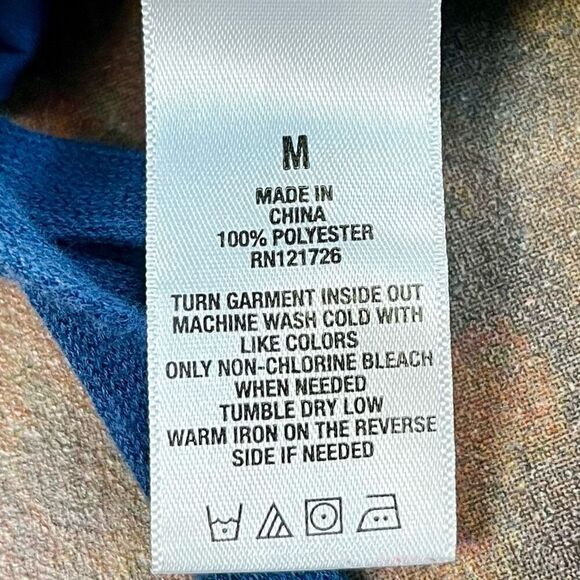 M
MADE IN
CHINA
100% POLYESTER
RN121726
TURN GARMENT INSIDE OUT
MACHINE WASH COLD WITH
LIKE COLORS
ONLY NON-CHLORINE BLEACH
WHEN NEEDED
TUMBLE DRY LOW
WARM IRON ON THE REVERSE
SIDE IF NEEDED